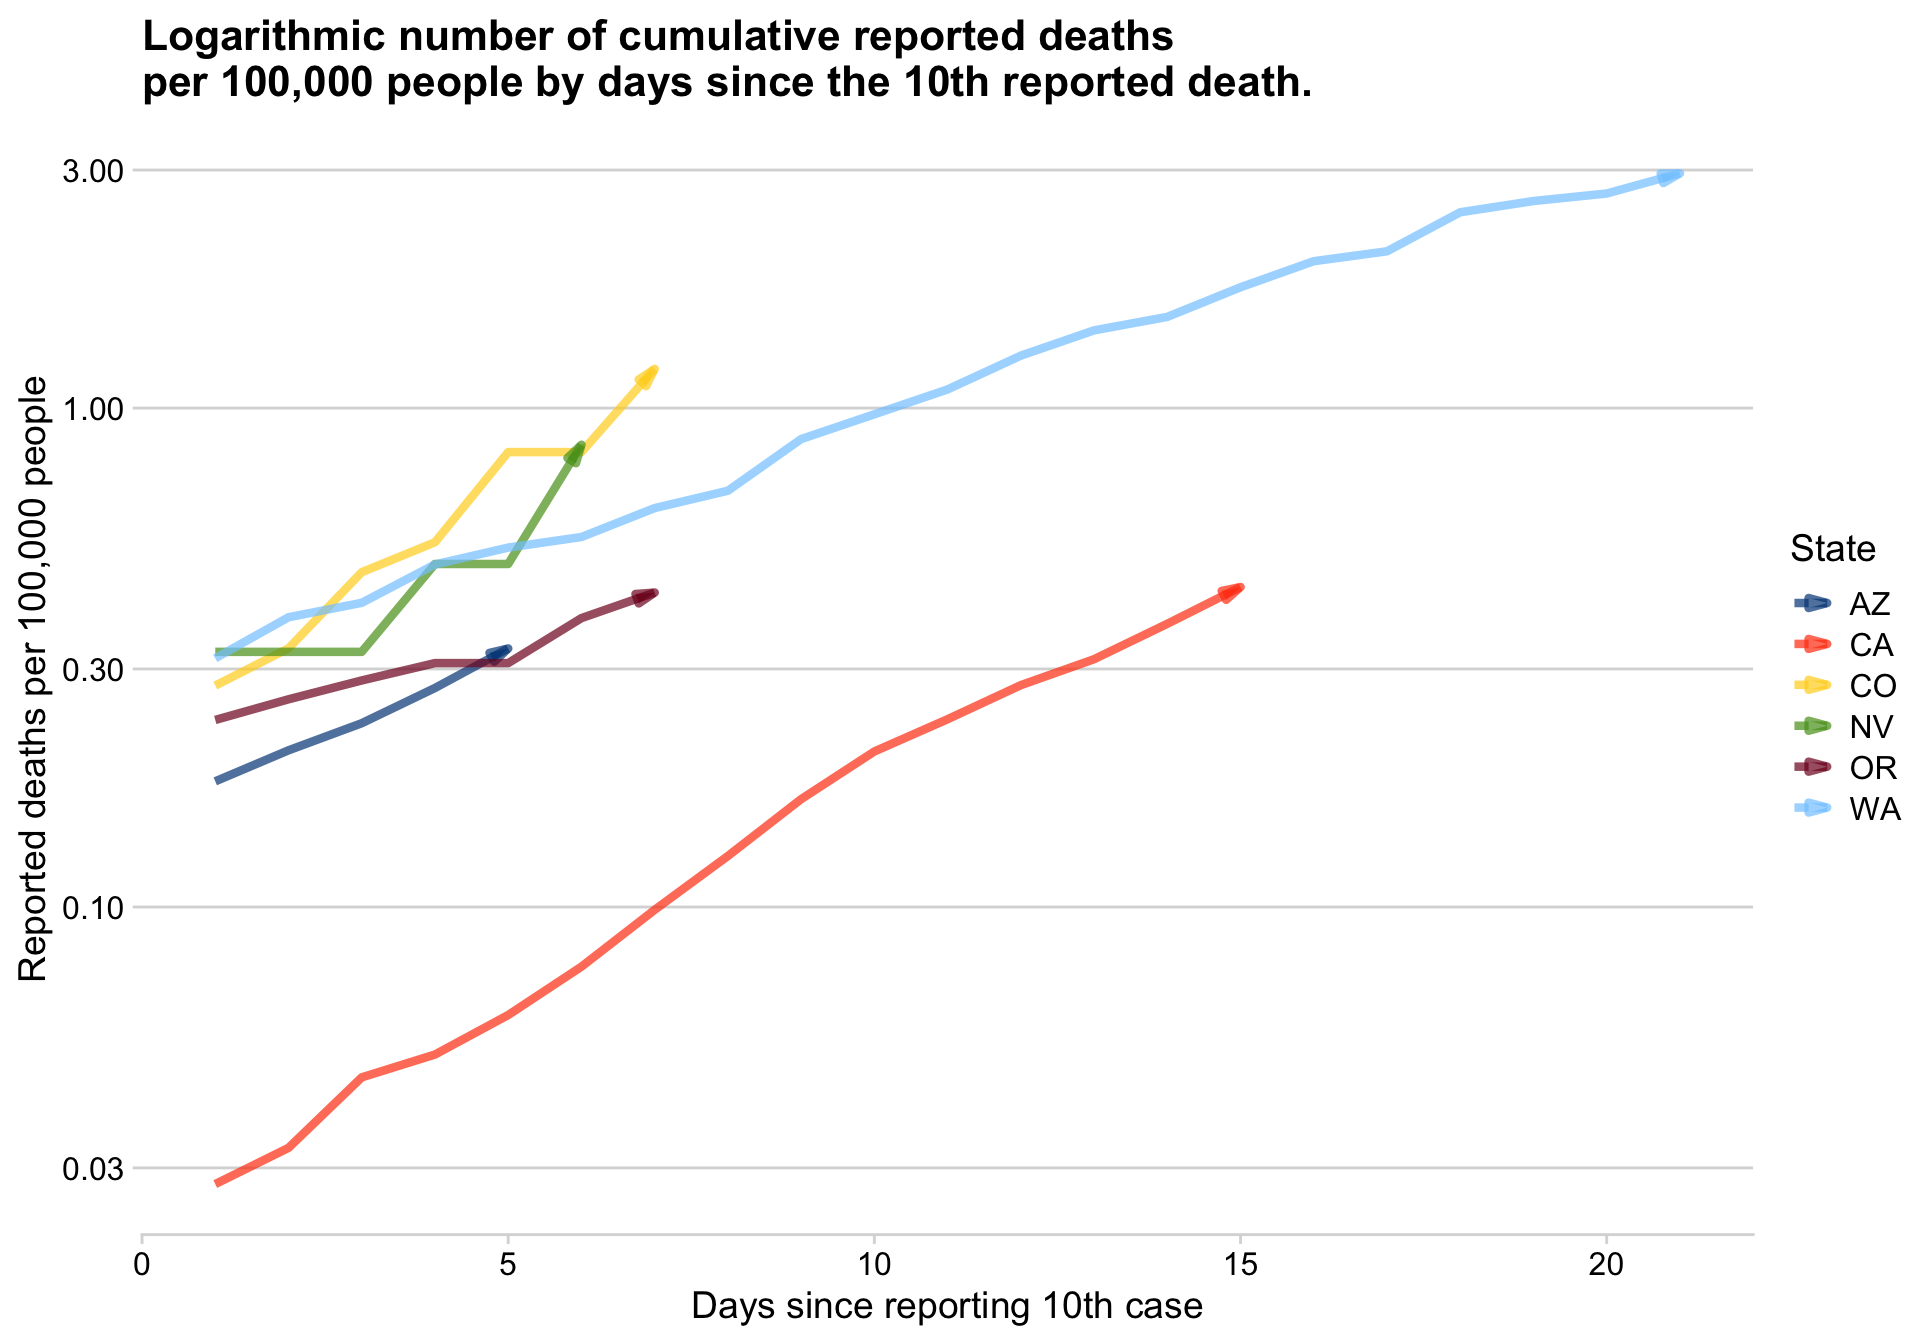 Logarithmic number of cumulative reported deaths
per 100,000 people by days since the 10th reported death.
Reported deaths per 100,000 people
3.00
1.00
0.30
0.10
0.03
0
5
10
15
20
Days since reporting 10th case
State
AZ
CA
CO
NV
OR
WA